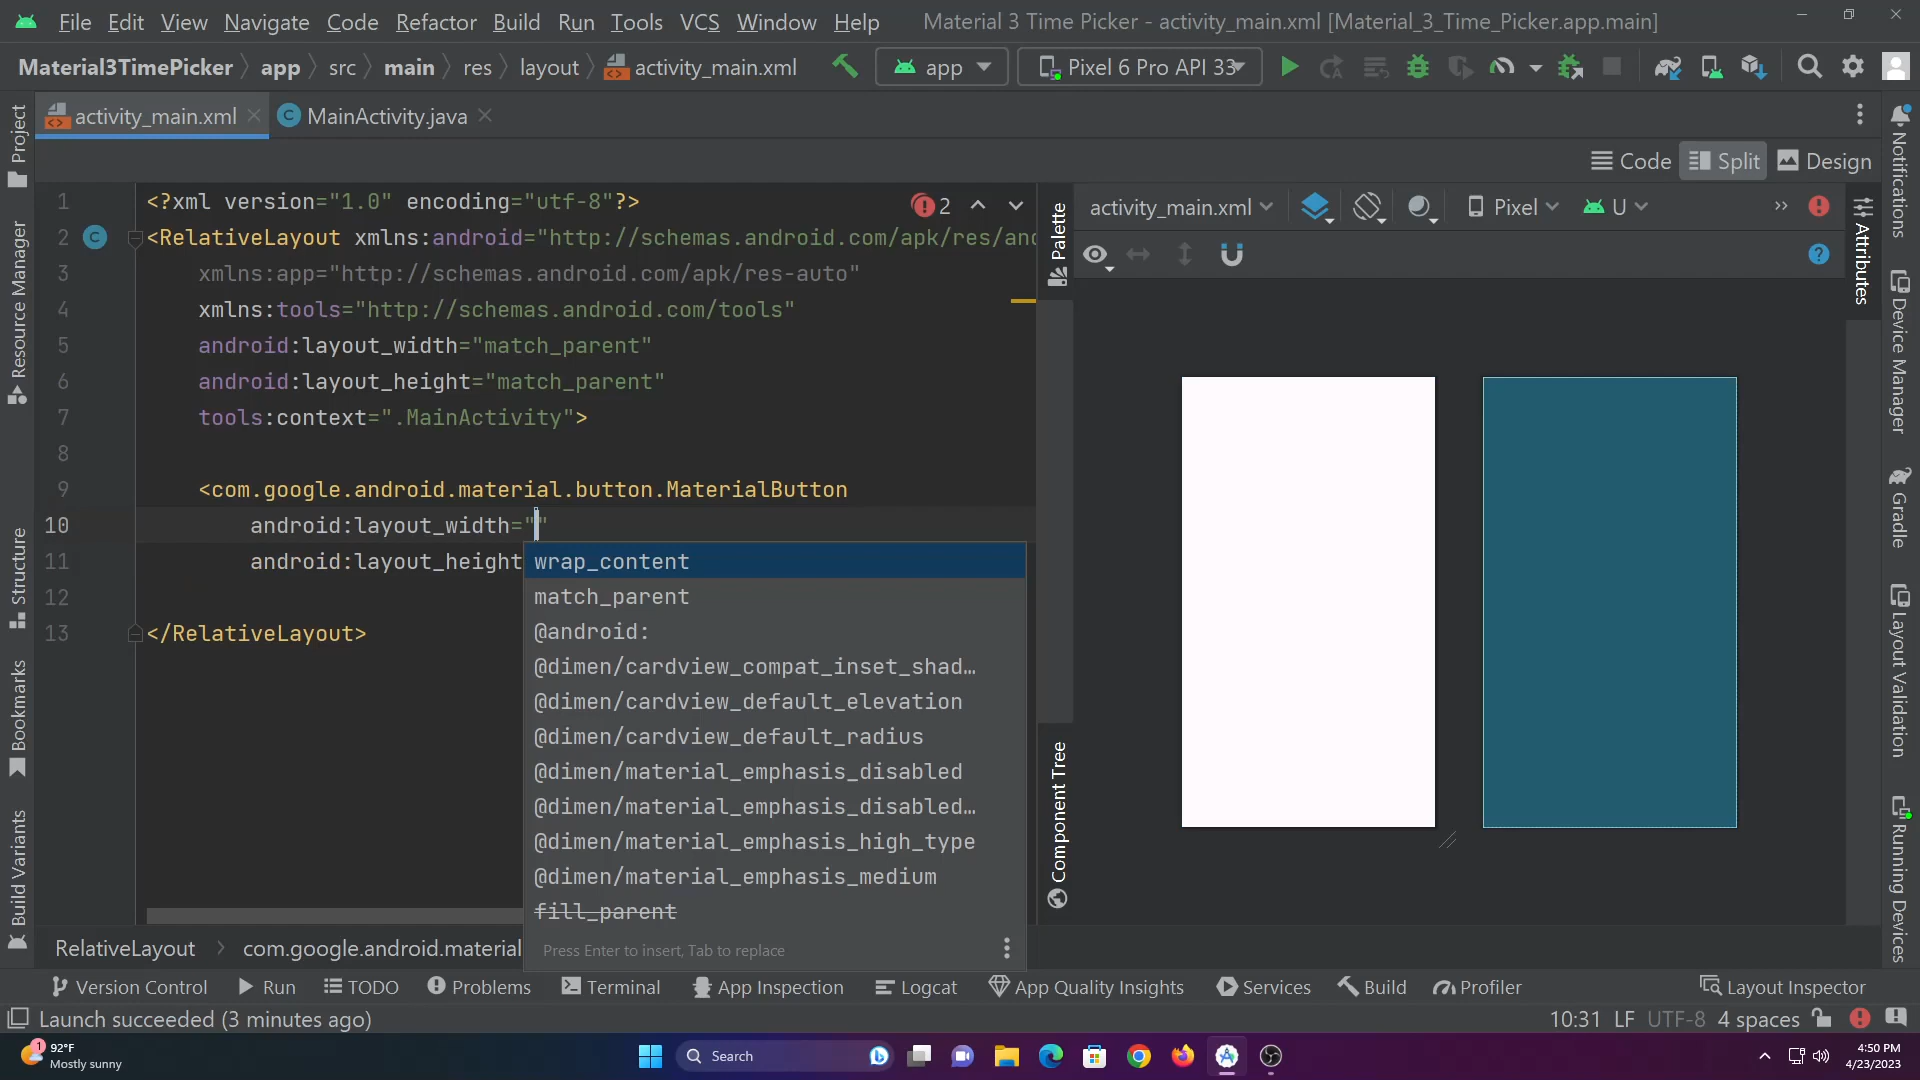 File Edit View Navigate Code Refactor Build Run Tools VCS Window Help Material 3 Time Picker - activity_main.xml [Material_3_Time_Picker.app.main]
Material3TimePicker app src main res layout activity_main.xml app Pixel 6 Pro API 33
activity_main.xml MainActivity.java
Code Split Design
activity_main.xml Pixel U
1 <?xml version="1.0" encoding="utf-8"?> 2
2 <RelativeLayout xmlns:android="http://schemas.android.com/apk/res/and
3 xmlns:app="http://schemas.android.com/apk/res-auto"
4 xmlns:tools="http://schemas.android.com/tools"
5 android:layout_width="match_parent"
6 android:layout_height="match_parent"
7 tools:context=".MainActivity">
8
9 <com.google.android.material.button.MaterialButton
10 android:layout_width=""
11 android:layout_height
12
13 </RelativeLayout>
wrap_content
match_parent
@android:
@dimen/cardview_compat_inset_shad…
@dimen/cardview_default_elevation
@dimen/cardview_default_radius
@dimen/material_emphasis_disabled
@dimen/material_emphasis_disabled…
@dimen/material_emphasis_high_type
@dimen/material_emphasis_medium
fill_parent
Press Enter to insert, Tab to replace
Project
Resource Manager
Structure
Bookmarks
Build Variants
Palette
Component Tree
Attributes
Notifications
Device Manager
Gradle
Layout Validation
Running Devices
RelativeLayout com.google.android.material
Version Control Run TODO Problems Terminal App Inspection Logcat App Quality Insights Services Build Profiler Layout Inspector
Launch succeeded (3 minutes ago) 10:31 LF UTF-8 4 spaces
1 92°F
Mostly sunny
Search
4:50 PM
4/23/2023